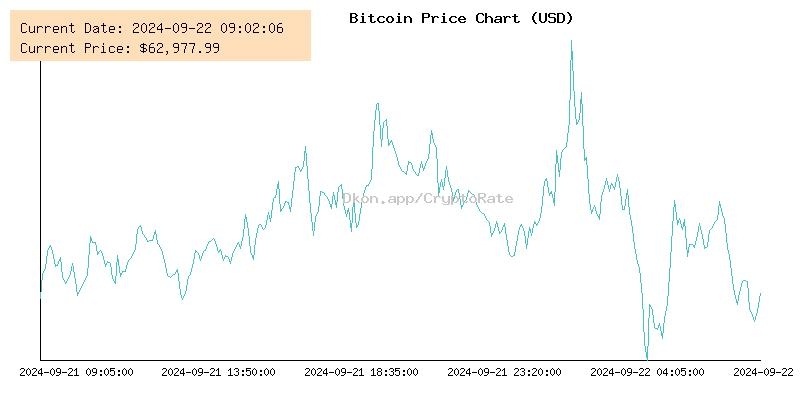 Bitcoin Price Chart (USD)
Current Date: 2024-09-22 09:02:06
Current Price: $62,977.99
Okon.app/CryptoRate
2024-09-21 09:05:00 2024-09-21 13:50:00 2024-09-21 18:35:00 2024-09-21 23:20:00 2024-09-22 04:05:00 2024-09-22